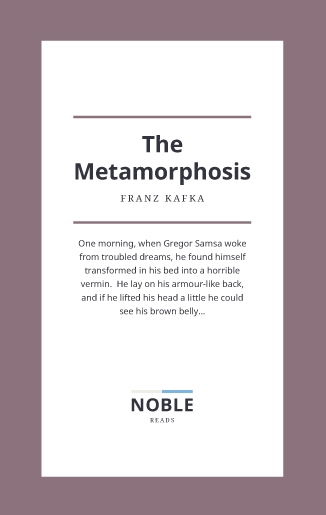 The
Metamorphosis
FRANZ KAFKA
One morning, when Gregor Samsa woke
from troubled dreams, he found himself
transformed in his bed into a horrible
vermin.  He lay on his armour-like back,
and if he lifted his head a little he could
see his brown belly...
NOBLE
READS